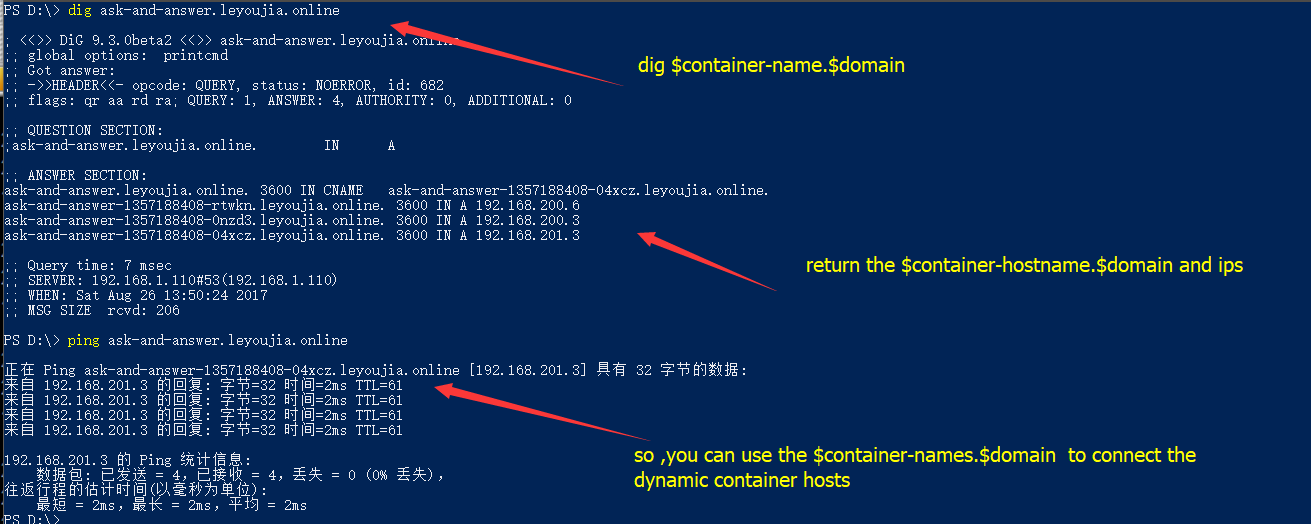 PS D:\> dig ask-and-answer.leyoujia.online
; <<>> DiG 9.3.0beta2 <<>> ask-and-answer.leyoujia.online
;; global options:  printcmd
;; Got answer:
;; ->>HEADER<<- opcode: QUERY, status: NOERROR, id: 682
;; flags: qr aa rd ra; QUERY: 1, ANSWER: 4, AUTHORITY: 0, ADDITIONAL: 0
dig $container-name.$domain
;; QUESTION SECTION:
;ask-and-answer.leyoujia.online.        IN      A
;; ANSWER SECTION:
ask-and-answer.leyoujia.online. 3600 IN CNAME   ask-and-answer-1357188408-04xcz.leyoujia.online.
ask-and-answer-1357188408-rtwkn.leyoujia.online. 3600 IN A 192.168.200.6
ask-and-answer-1357188408-0nzd3.leyoujia.online. 3600 IN A 192.168.200.3
ask-and-answer-1357188408-04xcz.leyoujia.online. 3600 IN A 192.168.201.3
return the $container-hostname.$domain and ips
;; Query time: 7 msec
;; SERVER: 192.168.1.110#53(192.168.1.110)
;; WHEN: Sat Aug 26 13:50:24 2017
;; MSG SIZE  rcvd: 206
PS D:\> ping ask-and-answer.leyoujia.online
正在 Ping ask-and-answer-1357188408-04xcz.leyoujia.online [192.168.201.3] 具有 32 字节的数据:
来自 192.168.201.3 的回复: 字节=32 时间=2ms TTL=61
来自 192.168.201.3 的回复: 字节=32 时间=2ms TTL=61
来自 192.168.201.3 的回复: 字节=32 时间=2ms TTL=61
来自 192.168.201.3 的回复: 字节=32 时间=2ms TTL=61
so ,you can use the $container-names.$domain  to connect the
dynamic container hosts
192.168.201.3 的 Ping 统计信息:
数据包: 已发送 = 4，已接收 = 4，丢失 = 0 (0% 丢失)，
往返行程的估计时间(以毫秒为单位):
最短 = 2ms，最长 = 2ms，平均 = 2ms
PS D:\>